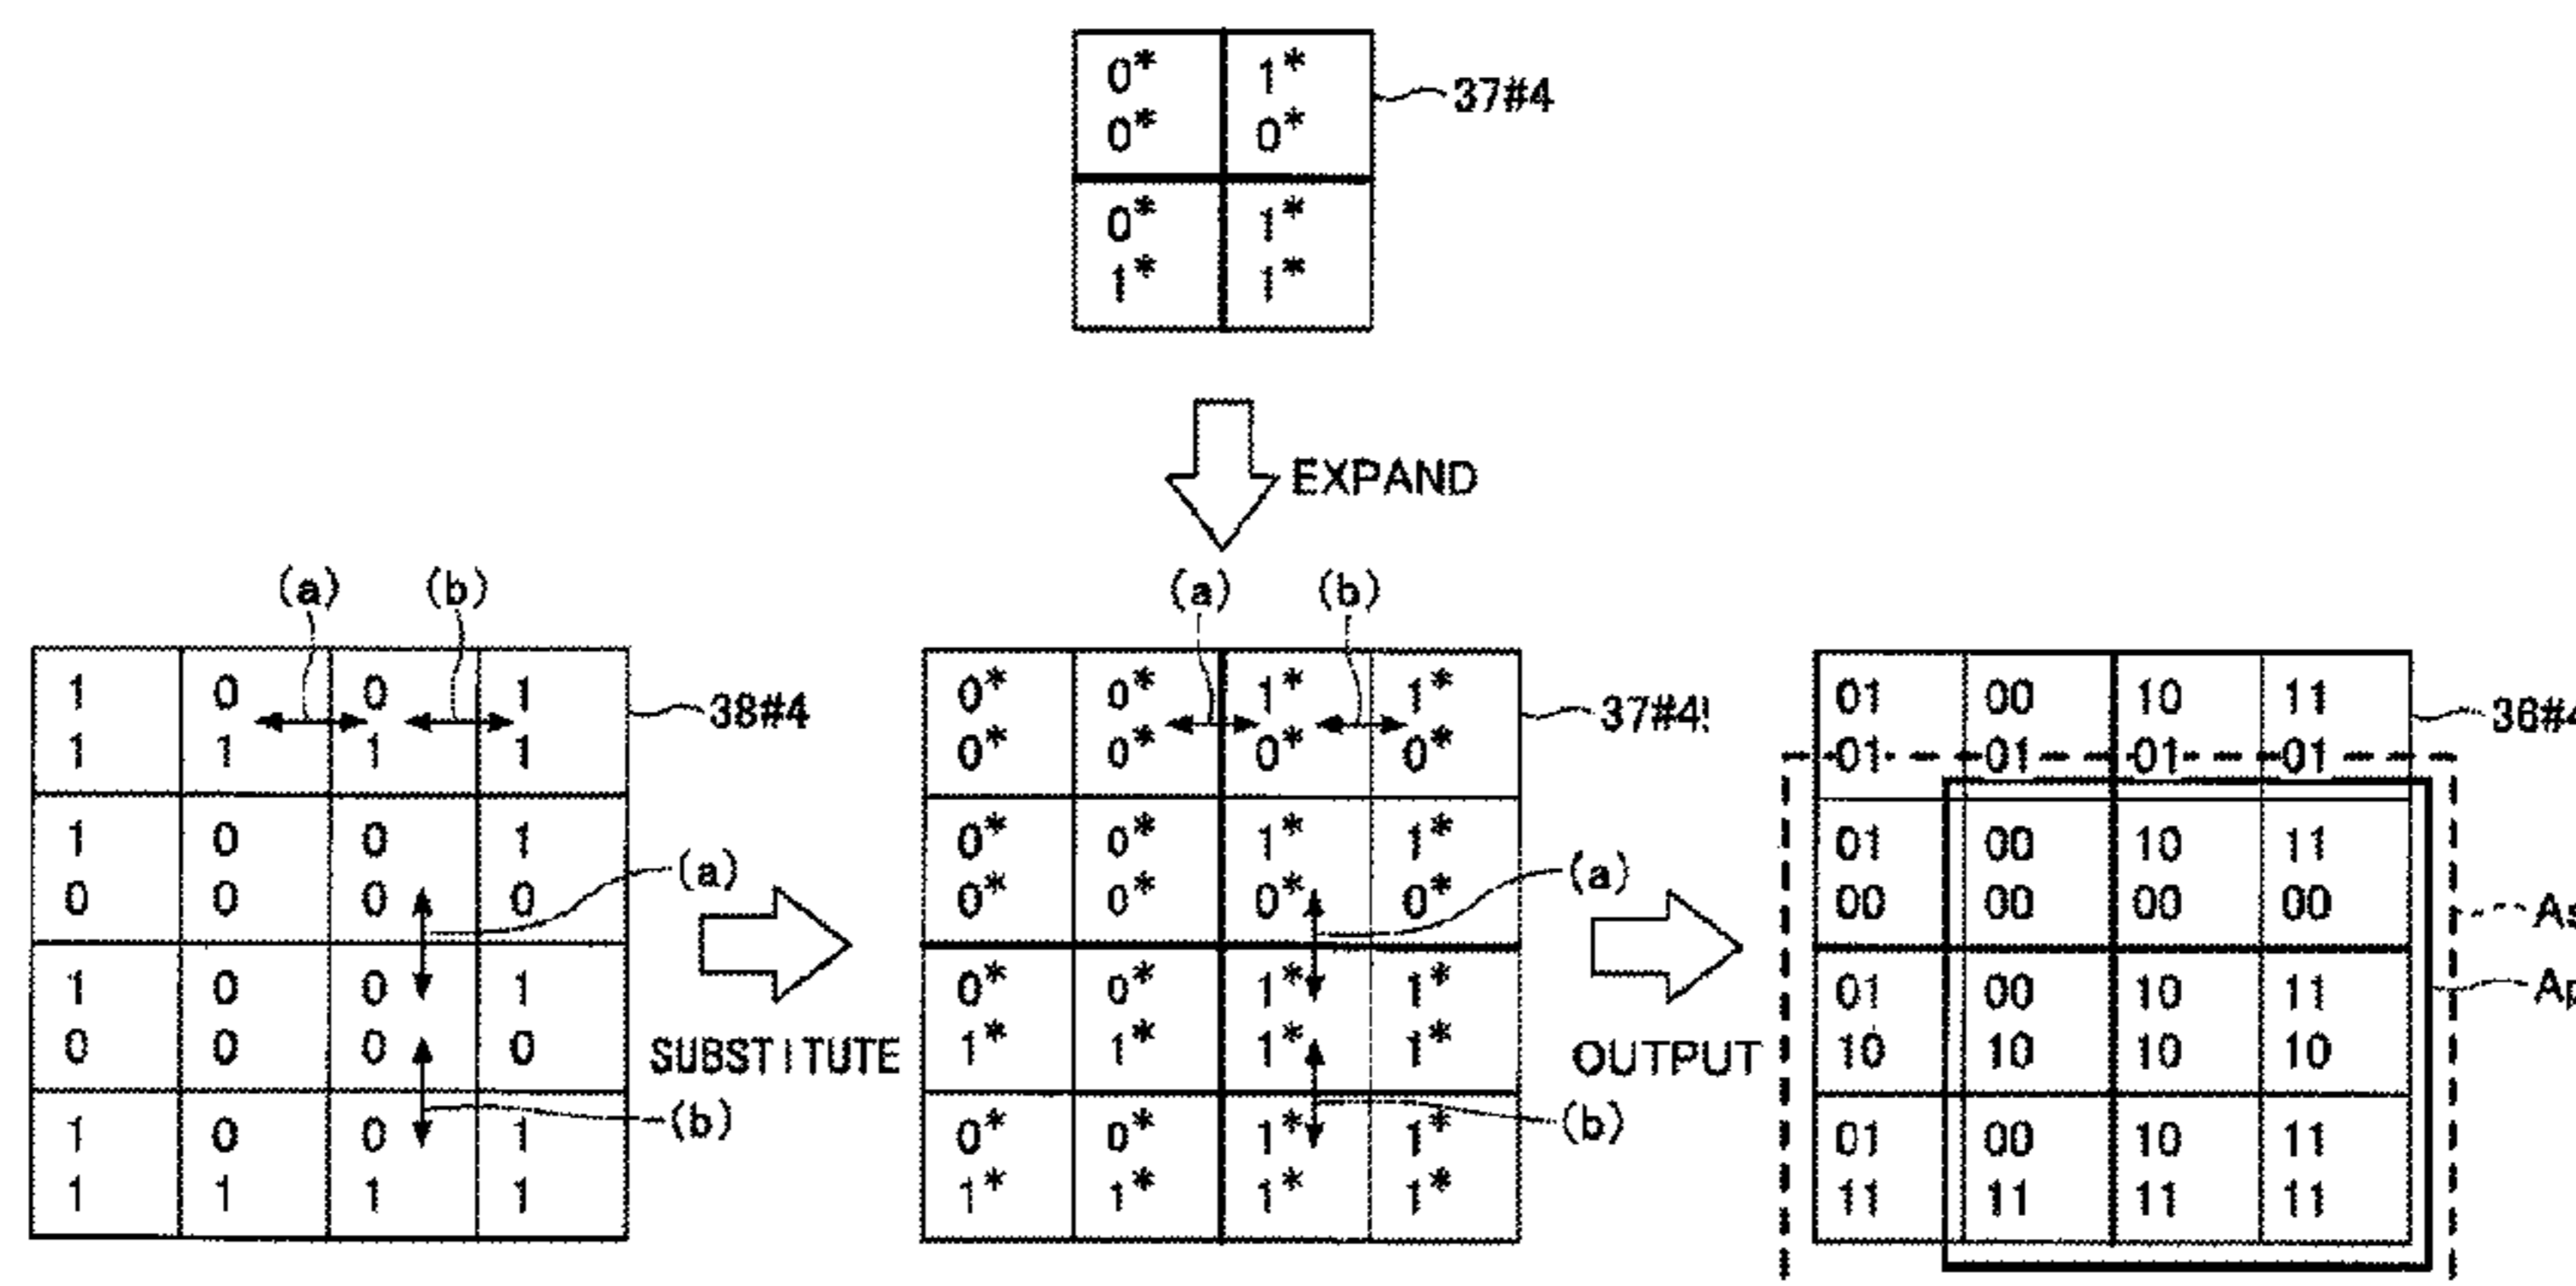 0* 1*
0* 0*
37#4
0* 1*
1* 1*
EXPAND
(a) (b) (a) (b)
1 0 0 1
1 1 1 1
38#4
1 0 0 1
0 0 0 0
(a)
1 0 0 1
0 0 0 0
1 0 0 1
1 1 1 1
(b)
SUBSTITUTE
0* 0* 1* 1*
0* 0* 0* 0*
37#4!
0* 0* 1* 1*
0* 0* 0* 0*
(a)
0* 0* 1* 1*
1* 1* 1* 1*
0* 0* 1* 1*
1* 1* 1* 1*
(b)
OUTPUT
01 00 10 11
01 01 01 01
36#4
01 00 10 11
00 00 00 00
As
01 00 10 11
10 10 10 10
Ap
01 00 10 11
11 11 11 11